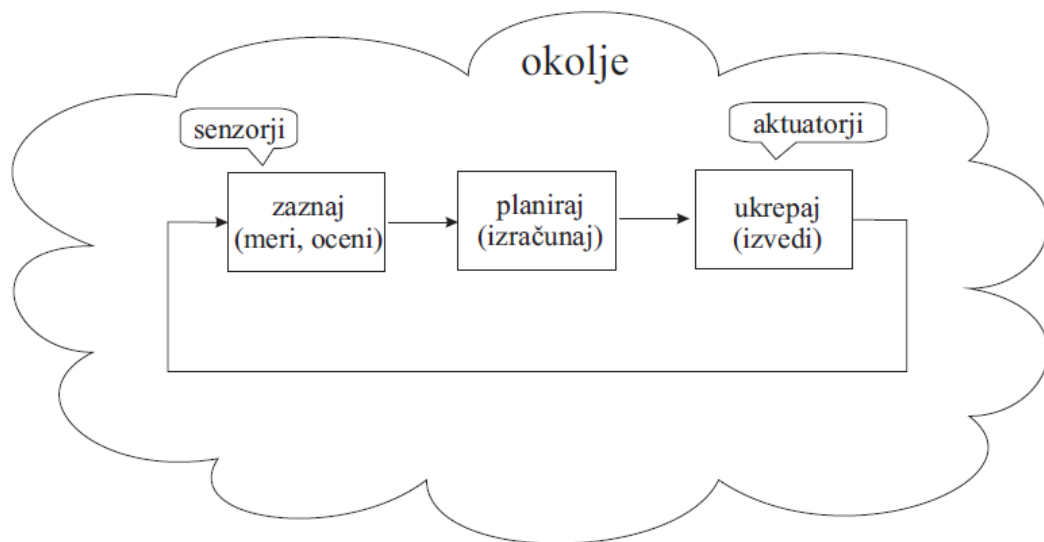 okolje
senzorji
aktuatorji
zaznaj
(meri, oceni)
planiraj
(izračunaj)
ukrepaj
(izvedi)